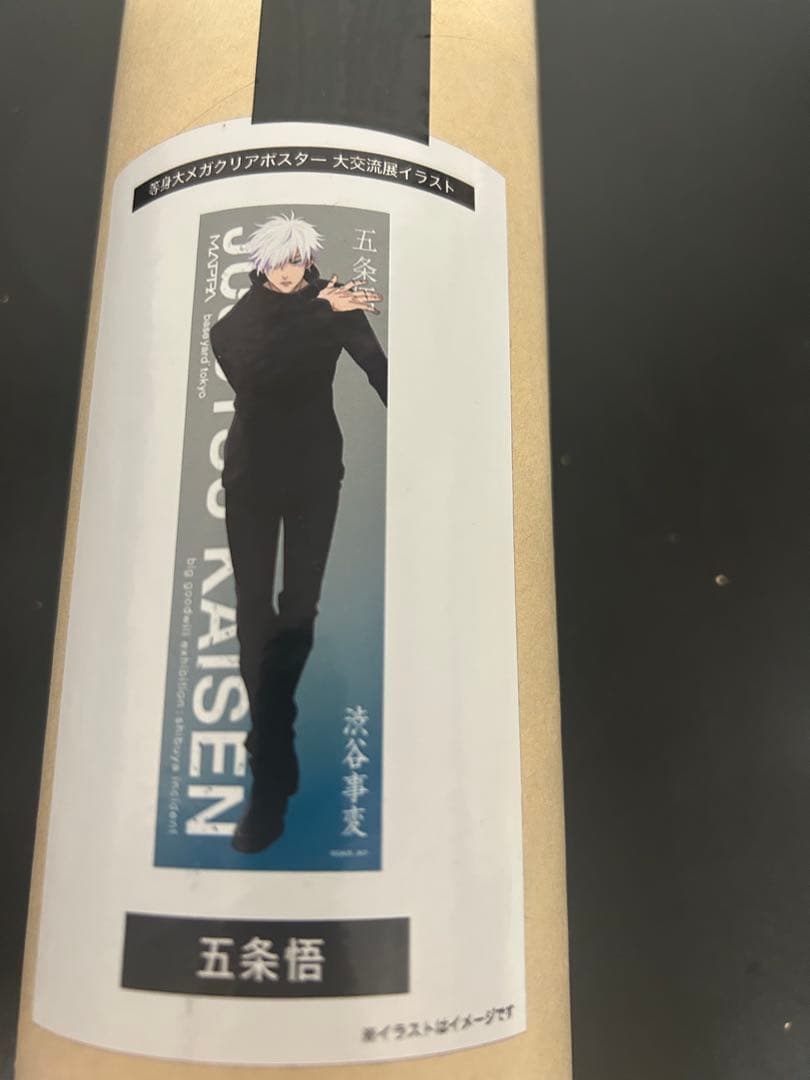 等身大メガクリアポスター 大交流展イラスト
五条
JUJUTSU KAISEN
MAPPA
baseyard tokyo
big goodwill exhibition : shibuya incident
渋谷事変
五条悟
※イラストはイメージです